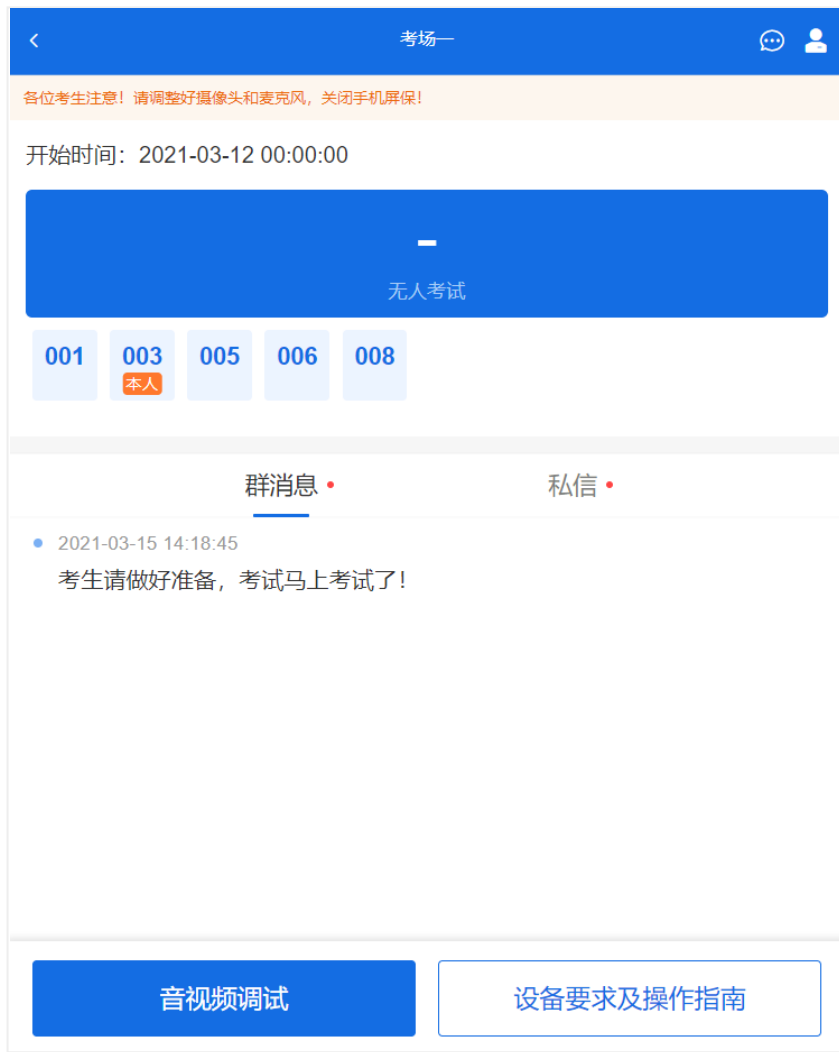 考场一
各位考生注意！请调整好摄像头和麦克风，关闭手机屏保！
开始时间：2021-03-12 00:00:00
-
无人考试
001 003 005 006 008
本人
群消息 私信
2021-03-15 14:18:45
考生请做好准备，考试马上考试了！
音视频调试 设备要求及操作指南